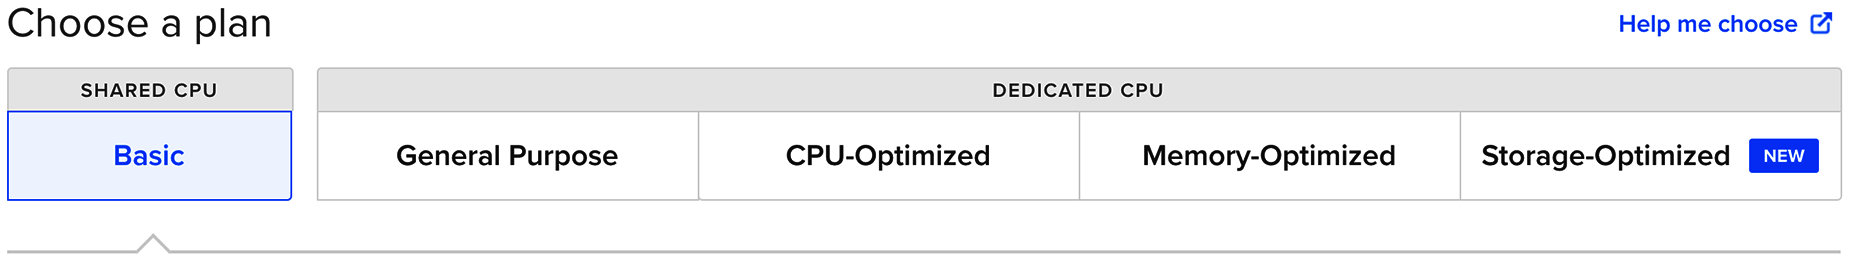 Choose a plan
Help me choose
SHARED CPU
DEDICATED CPU
Basic
General Purpose
CPU-Optimized
Memory-Optimized
Storage-Optimized NEW